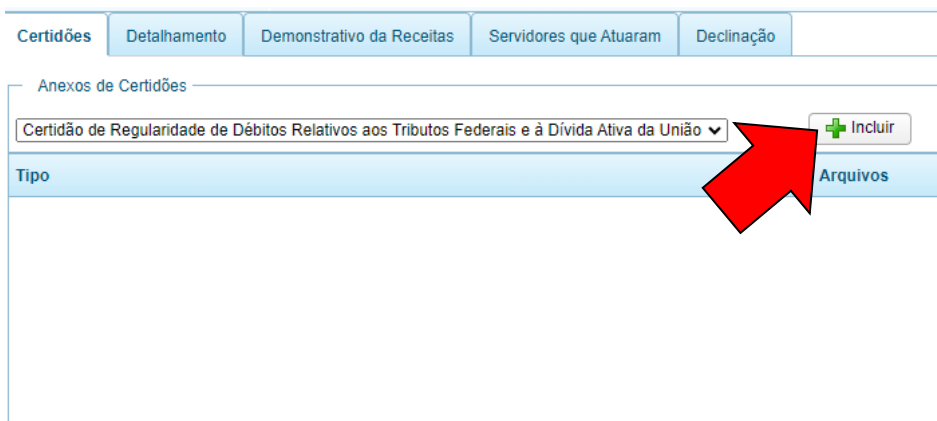 Certidões Detalhamento Demonstrativo da Receitas Servidores que Atuaram Declinação
Anexos de Certidões
Certidão de Regularidade de Débitos Relativos aos Tributos Federais e à Dívida Ativa da União Incluir
Tipo Arquivos